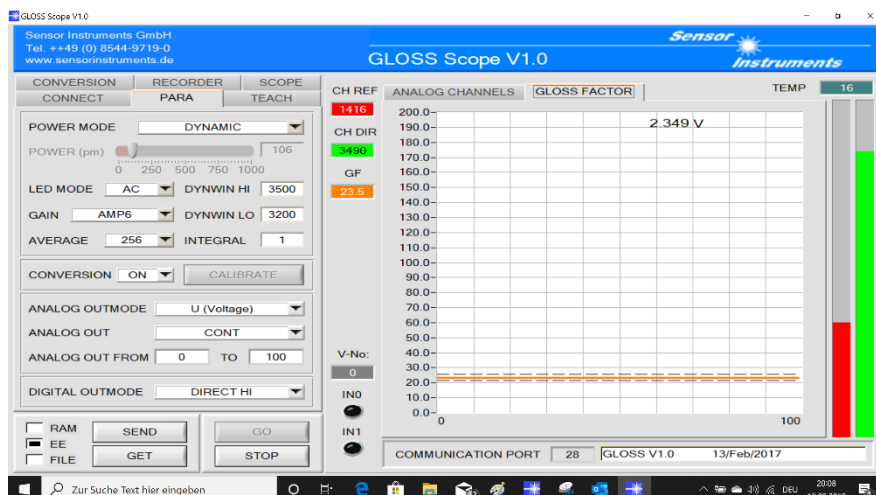 GLOSS Scope V1.0
Sensor Instruments GmbH
Tel. ++49 (0) 8544-9719-0
www.sensorinstruments.de
GLOSS Scope V1.0
Sensor
Instruments
CONVERSION RECORDER SCOPE
CONNECT PARA TEACH
POWER MODE DYNAMIC
POWER (pm) 106
0 250 500 750 1000
LED MODE AC DYNWIN HI 3500
GAIN AMP6 DYNWIN LO 3200
AVERAGE 256 INTEGRAL 1
CONVERSION ON CALIBRATE
ANALOG OUTMODE U (Voltage)
ANALOG OUT CONT
ANALOG OUT FROM 0 TO 100
DIGITAL OUTMODE DIRECT HI
RAM
EE
FILE
SEND GO
GET STOP
CH REF
1416
CH DIR
3490
GF
23.5
V-No:
0
IN0
IN1
ANALOG CHANNELS GLOSS FACTOR
TEMP 16
2.349 V
200.0
190.0
180.0
170.0
160.0
150.0
140.0
130.0
120.0
110.0
100.0
90.0
80.0
70.0
60.0
50.0
40.0
30.0
20.0
10.0
0.0
0 100
COMMUNICATION PORT 28 GLOSS V1.0 13/Feb/2017
Zur Suche Text hier eingeben
DEU
20:08